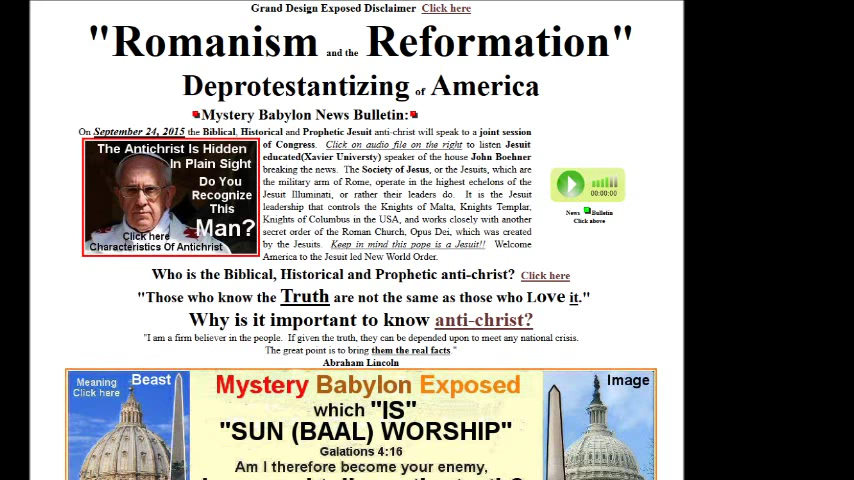 Grand Design Exposed Disclaimer Click here
"Romanism and the Reformation"
Deprotestantizing of America
Mystery Babylon News Bulletin:
On September 24, 2015 the Biblical, Historical and Prophetic Jesuit anti-christ will speak to a joint session
of Congress. Click on audio file on the right to listen Jesuit
educated(Xavier Universty) speaker of the house John Boehner
breaking the news. The Society of Jesus, or the Jesuits, which are
the military arm of Rome, operate in the highest echelons of the
Jesuit Illuminati, or rather their leaders do. It is the Jesuit
leadership that controls the Knights of Malta, Knights Templar,
Knights of Columbus in the USA, and works closely with another
secret order of the Roman Church, Opus Dei, which was created
by the Jesuits. Keep in mind this pope is a Jesuit!! Welcome
America to the Jesuit led New World Order.
The Antichrist Is Hidden
In Plain Sight
Do You
Recognize
This
Man?
Click here
Characteristics Of Antichrist
00:00:00
News Bulletin
Click above
Who is the Biblical, Historical and Prophetic anti-christ? Click here
"Those who know the Truth are not the same as those who Love it."
Why is it important to know anti-christ?
"I am a firm believer in the people. If given the truth, they can be depended upon to meet any national crisis.
The great point is to bring them the real facts."
Abraham Lincoln
Meaning
Click here
Beast
Mystery Babylon Exposed
which "IS"
"SUN (BAAL) WORSHIP"
Galations 4:16
Am I therefore become your enemy,
Image